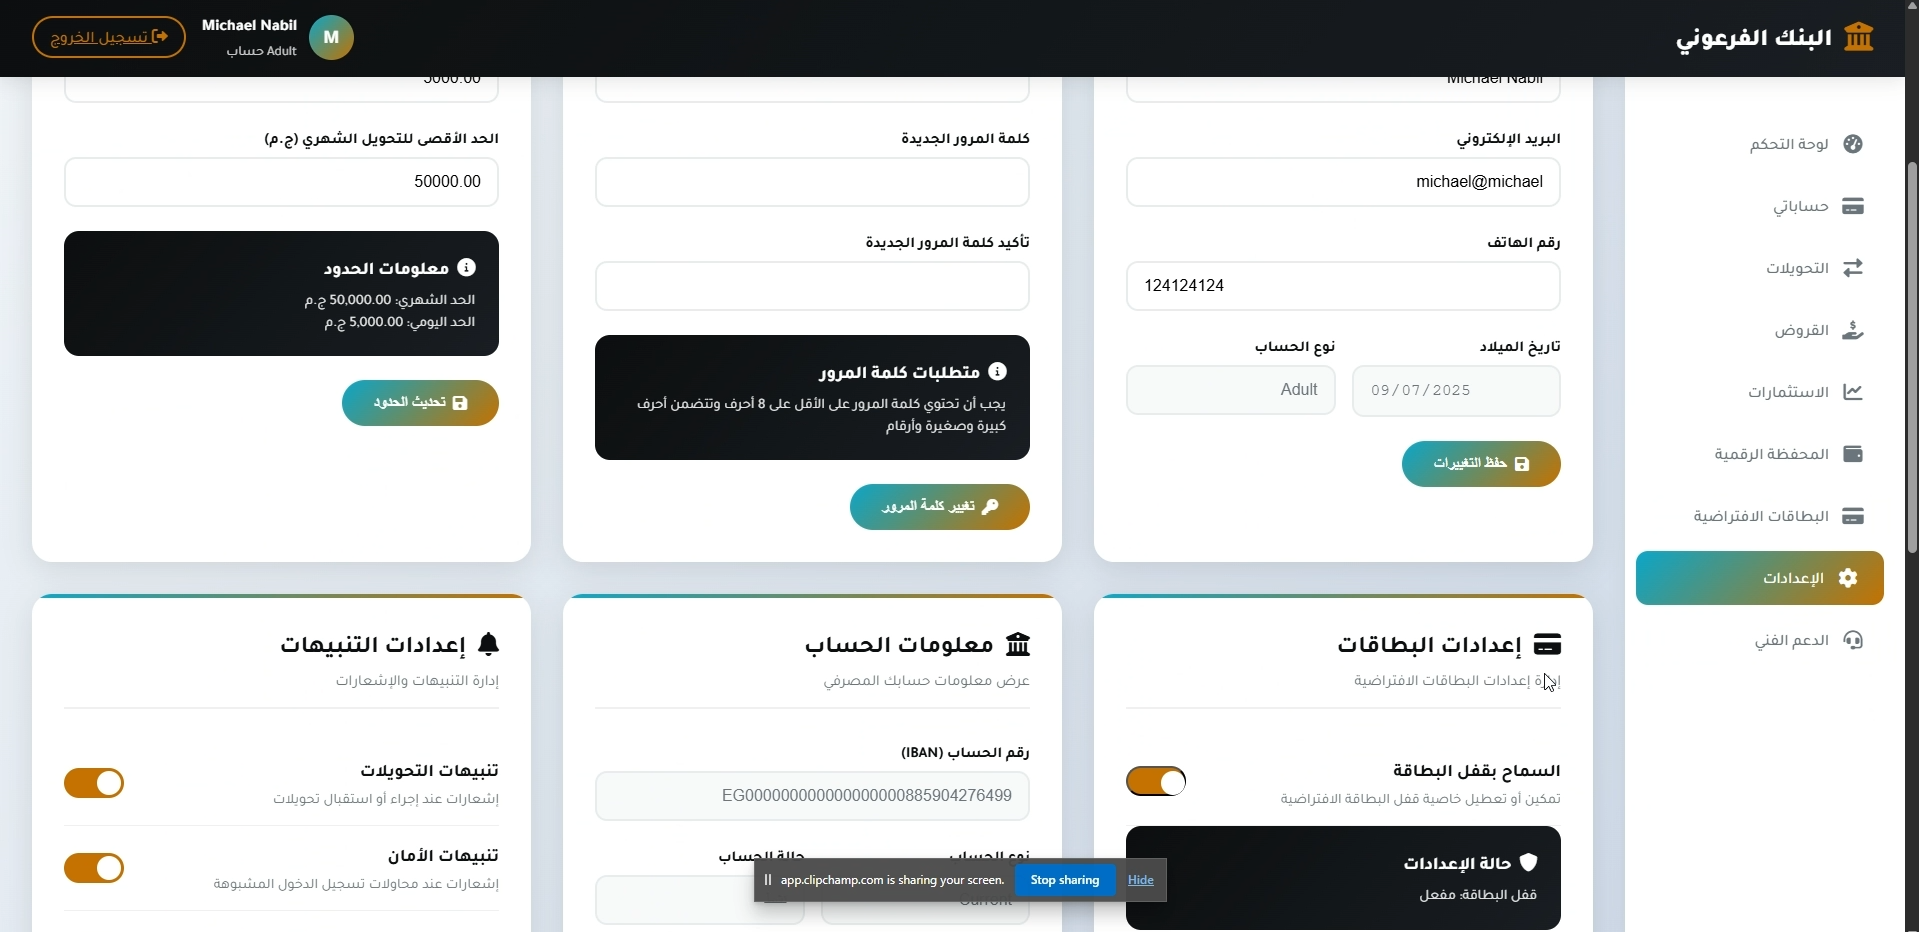 البنك الفرعوني
Michael Nabil
حساب Adult
M
تسجيل الخروج
لوحة التحكم
حساباتي
التحويلات
القروض
الاستثمارات
المحفظة الرقمية
البطاقات الافتراضية
الإعدادات
الدعم الفني
Michael Nabil
البريد الإلكتروني
michael@michael
رقم الهاتف
124124124
تاريخ الميلاد
09/07/2025
نوع الحساب
Adult
حفظ التغييرات
كلمة المرور الجديدة
تأكيد كلمة المرور الجديدة
متطلبات كلمة المرور
يجب أن تحتوي كلمة المرور على الأقل على 8 أحرف وتتضمن أحرف
كبيرة وصغيرة وأرقام
تغيير كلمة المرور
5000.00
الحد الأقصى للتحويل الشهري (ج.م)
50000.00
معلومات الحدود
الحد الشهري: 50,000.00 ج.م
الحد اليومي: 5,000.00 ج.م
تحديث الحدود
إعدادات البطاقات
إدارة إعدادات البطاقات الافتراضية
السماح بقفل البطاقة
تمكين أو تعطيل خاصية قفل البطاقة الافتراضية
حالة الإعدادات
قفل البطاقة: مفعل
معلومات الحساب
عرض معلومات حسابك المصرفي
رقم الحساب (IBAN)
EG0000000000000000885904276499
نوع الحساب
حالة الحساب
Current
إعدادات التنبيهات
إدارة التنبيهات والإشعارات
تنبيهات التحويلات
إشعارات عند إجراء أو استقبال تحويلات
تنبيهات الأمان
إشعارات عند محاولات تسجيل الدخول المشبوهة
app.clipchamp.com is sharing your screen.
Stop sharing
Hide